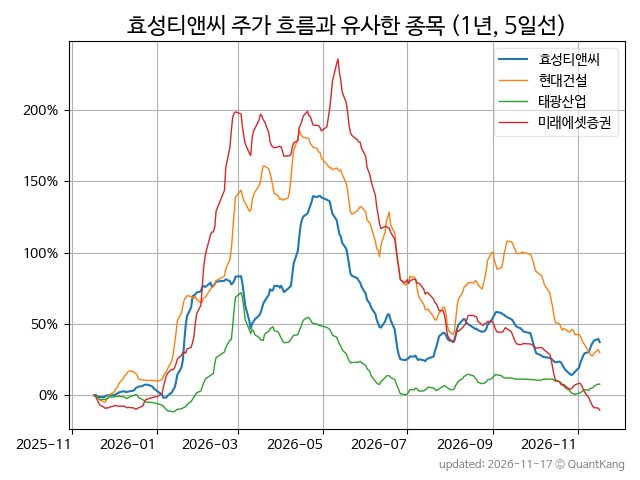 효성티앤씨 주가 흐름과 유사한 종목 (1년, 5일선)
효성티앤씨
현대건설
태광산업
미래에셋증권
200%
150%
100%
50%
0%
2025-11 2026-01 2026-03 2026-05 2026-07 2026-09 2026-11
updated: 2026-11-17 © QuantKang